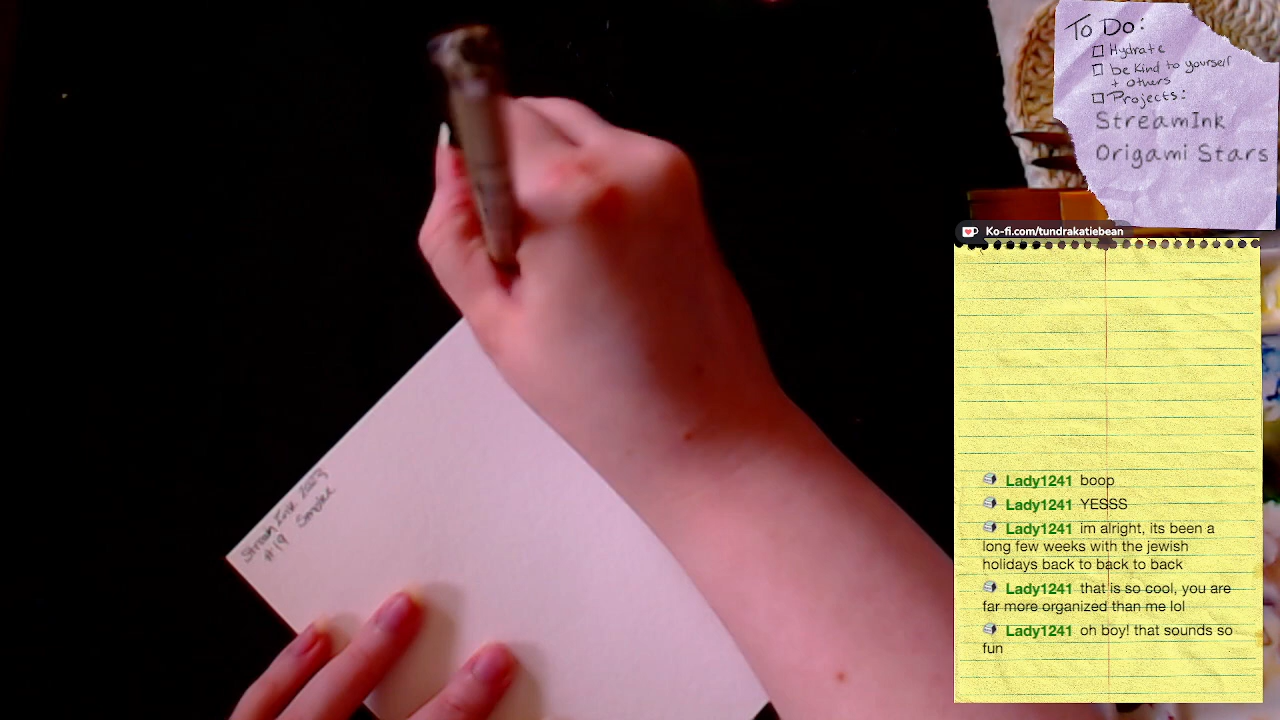 To Do:
Hydrate
be kind to yourself
+ others
Projects:
StreamInk
Origami Stars
Ko-fi.com/tundrakatiebean
Lady1241 boop
Lady1241 YESSS
Lady1241 im alright, its been a
long few weeks with the jewish
holidays back to back to back
Lady1241 that is so cool, you are
far more organized than me lol
Lady1241 oh boy! that sounds so
fun
#19